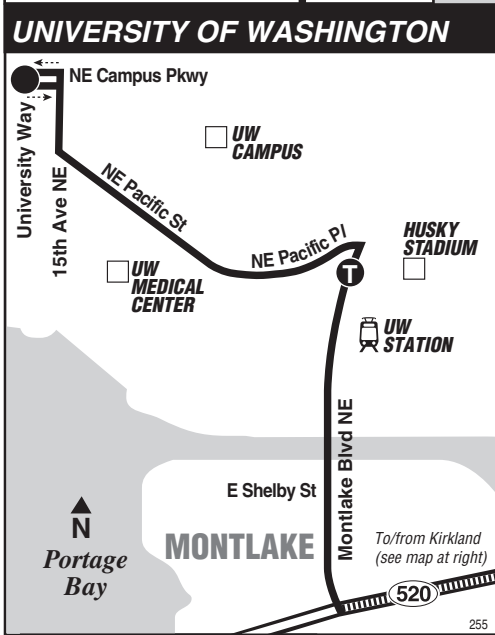 UNIVERSITY OF WASHINGTON
NE Campus Pkwy
University Way
15th Ave NE
UW
CAMPUS
NE Pacific St
NE Pacific Pl
HUSKY
STADIUM
T
UW
MEDICAL
CENTER
UW
STATION
Montlake Blvd NE
E Shelby St
N
Portage
Bay
MONTLAKE
To/from Kirkland
(see map at right)
520
255